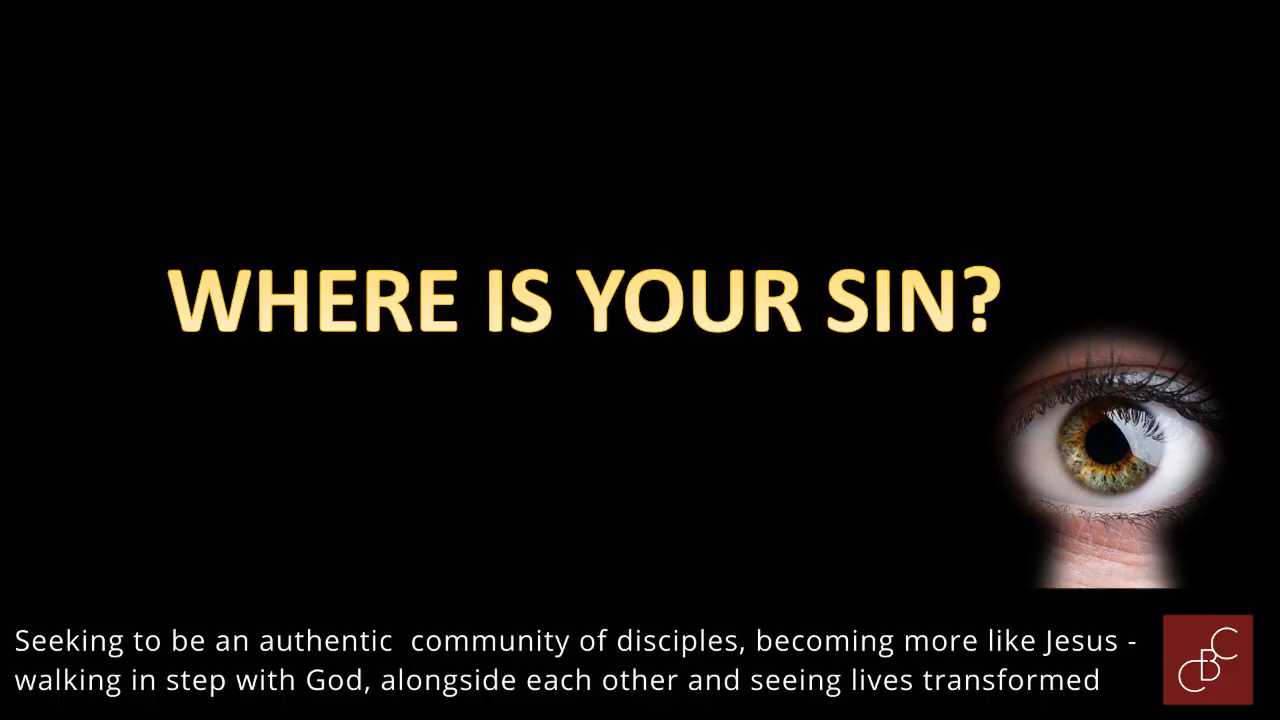 WHERE IS YOUR SIN?
Seeking to be an authentic  community of disciples, becoming more like Jesus -
walking in step with God, alongside each other and seeing lives transformed
CBC